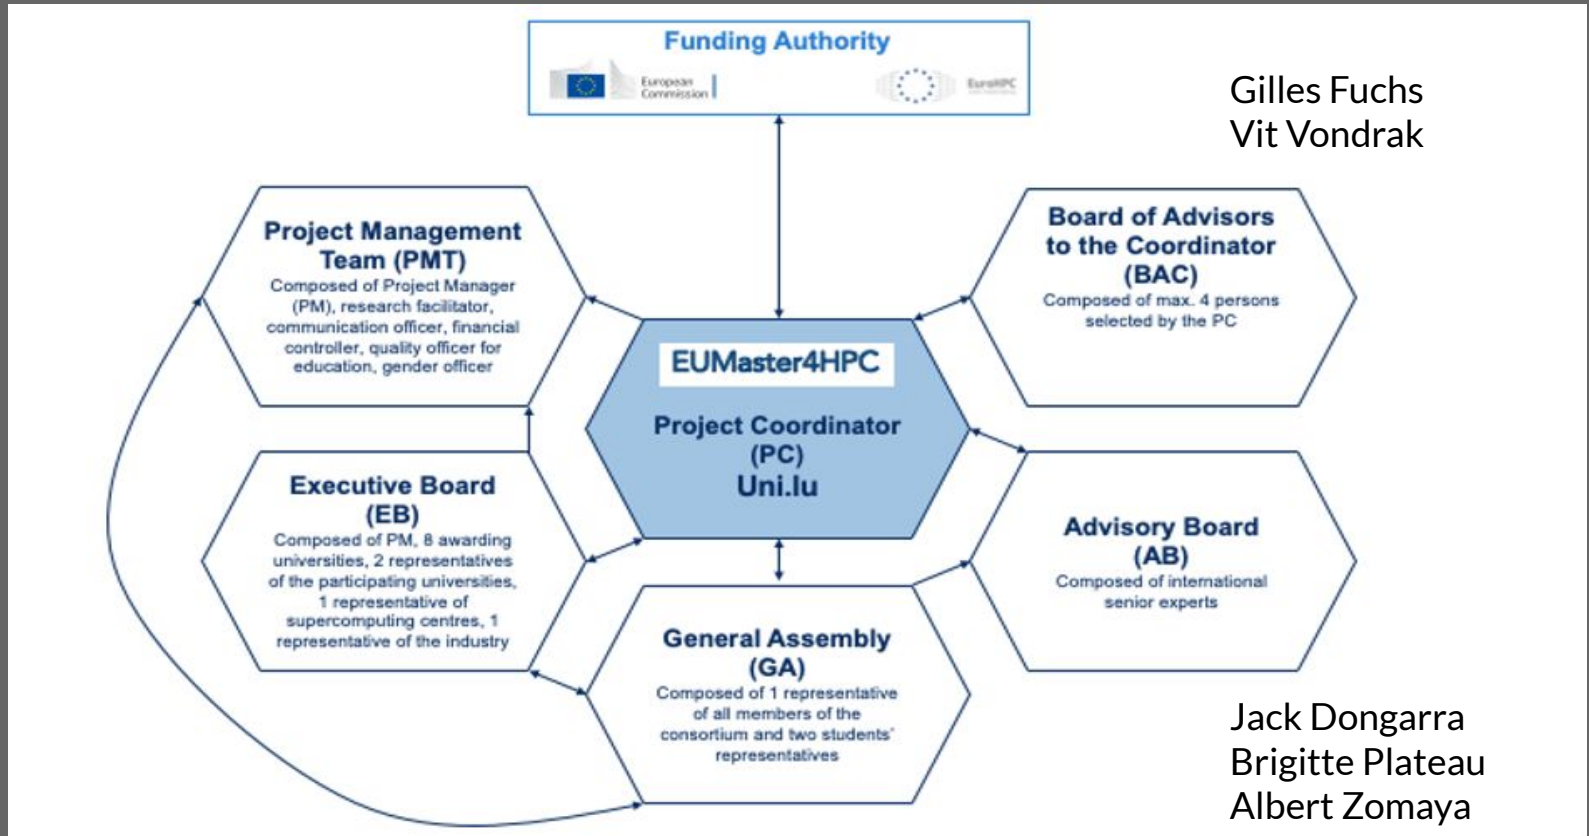 Funding Authority
European
Commission
EuroHPC
Gilles Fuchs
Vit Vondrak
Project Management
Team (PMT)
Composed of Project Manager
(PM), research facilitator,
communication officer, financial
controller, quality officer for
education, gender officer
Board of Advisors
to the Coordinator
(BAC)
Composed of max. 4 persons
selected by the PC
EUMaster4HPC
Project Coordinator
(PC)
Uni.lu
Executive Board
(EB)
Composed of PM, 8 awarding
universities, 2 representatives
of the participating universities,
1 representative of
supercomputing centres, 1
representative of the industry
Advisory Board
(AB)
Composed of international
senior experts
General Assembly
(GA)
Composed of 1 representative
of all members of the
consortium and two students'
representatives
Jack Dongarra
Brigitte Plateau
Albert Zomaya